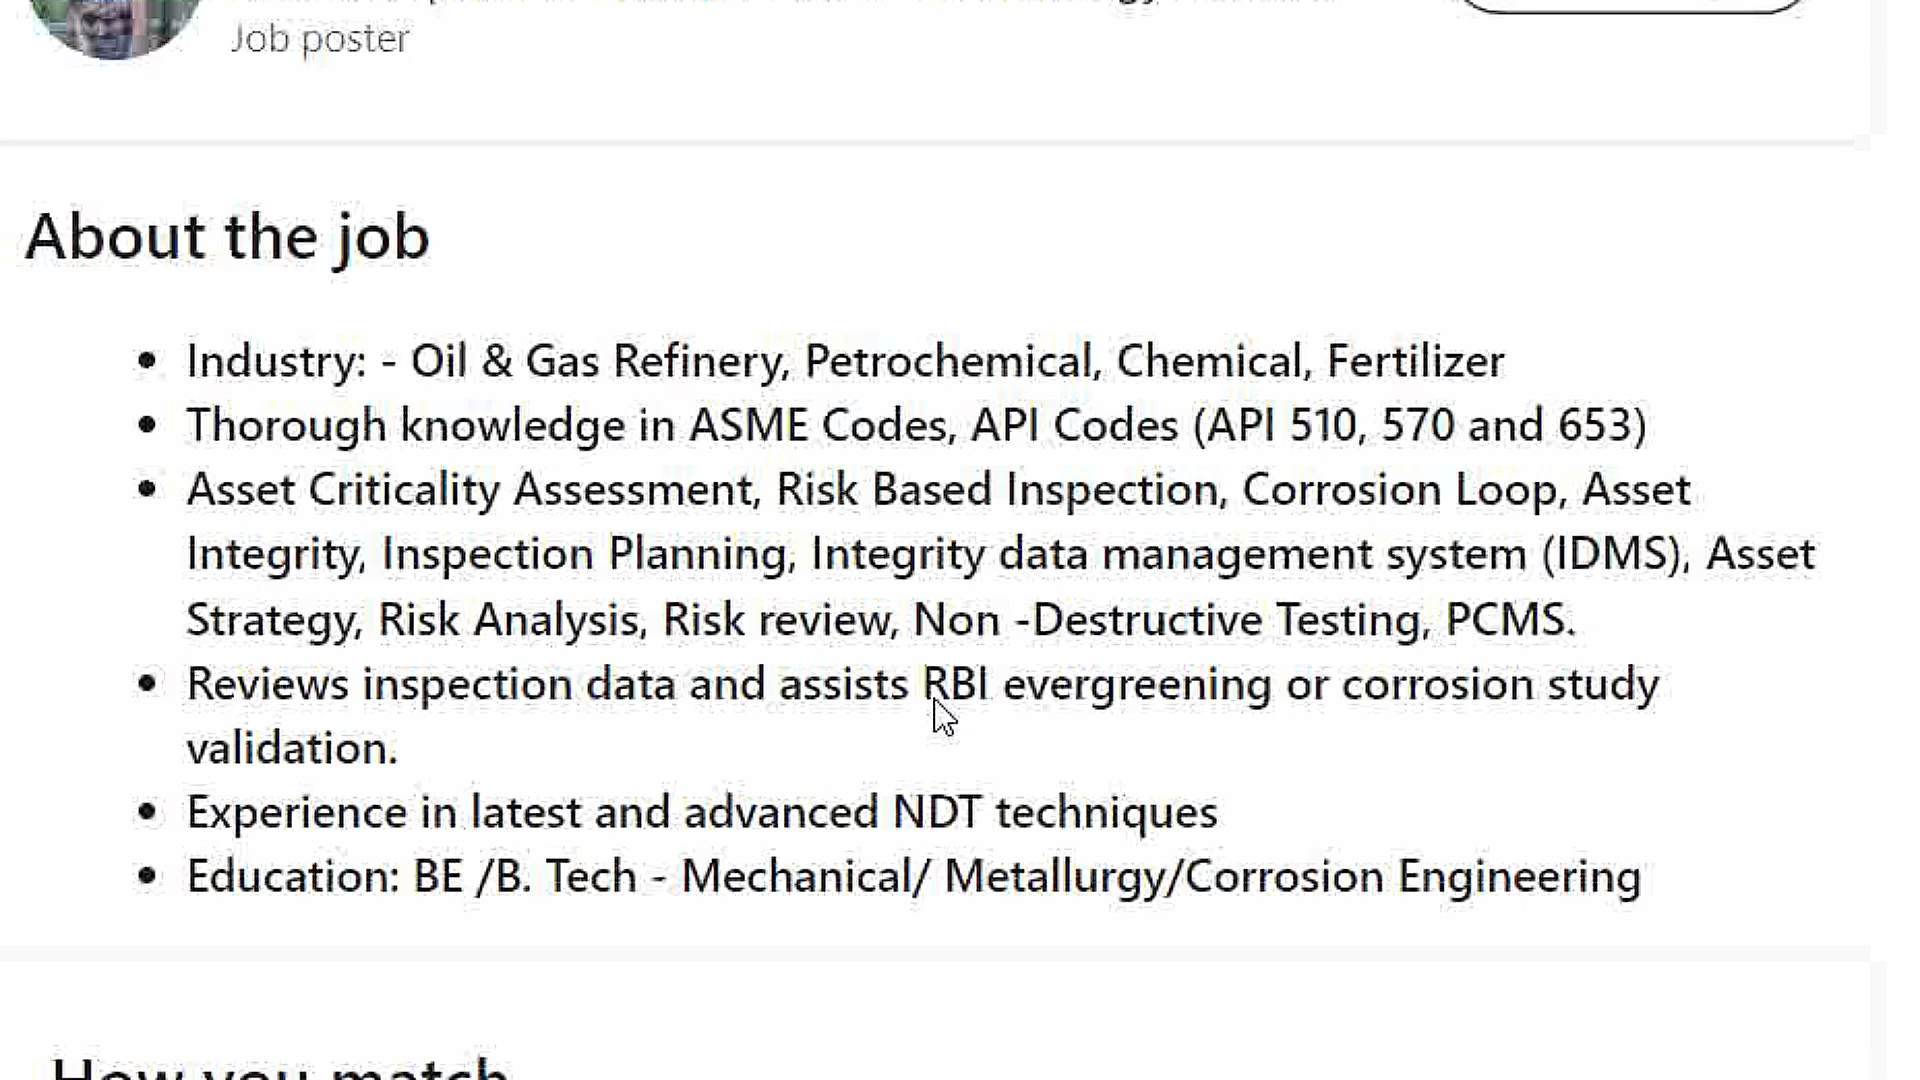 Job poster
About the job
• Industry: - Oil & Gas Refinery, Petrochemical, Chemical, Fertilizer
• Thorough knowledge in ASME Codes, API Codes (API 510, 570 and 653)
• Asset Criticality Assessment, Risk Based Inspection, Corrosion Loop, Asset
Integrity, Inspection Planning, Integrity data management system (IDMS), Asset
Strategy, Risk Analysis, Risk review, Non -Destructive Testing, PCMS.
• Reviews inspection data and assists RBI evergreening or corrosion study
validation.
• Experience in latest and advanced NDT techniques
• Education: BE /B. Tech - Mechanical/ Metallurgy/Corrosion Engineering
How you match